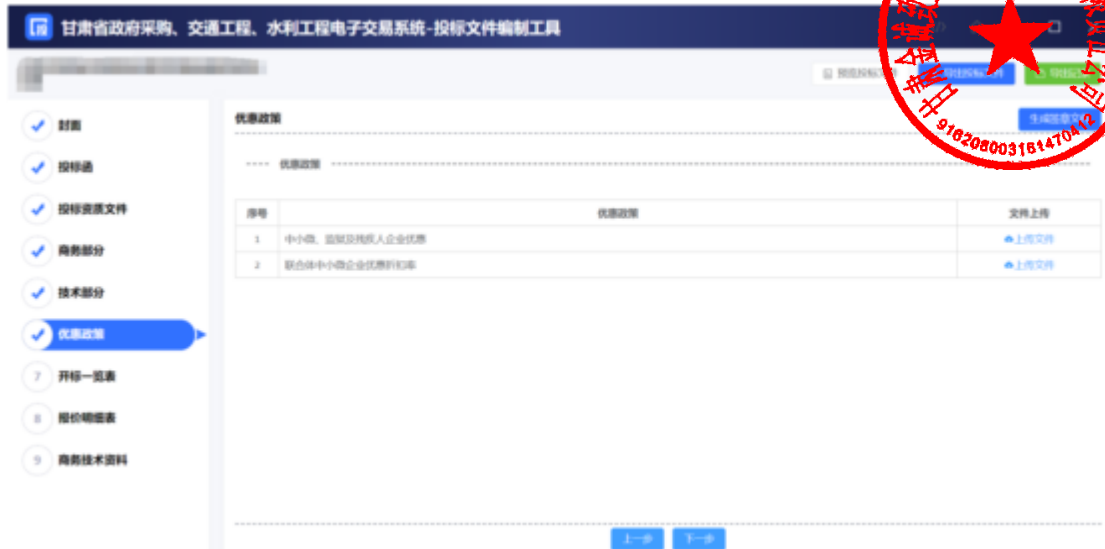 甘肃省政府采购、交通工程、水利工程电子交易系统-投标文件编制工具
封面
投标函
投标资质文件
商务部分
技术部分
优惠政策
7 开标一览表
8 报价明细表
9 商务技术资料
优惠政策
优惠政策
序号 优惠政策 文件上传
1 中小微、监狱及残疾人企业优惠 上传文件
2 联合体中小微企业优惠折扣率 上传文件
上一步 下一步